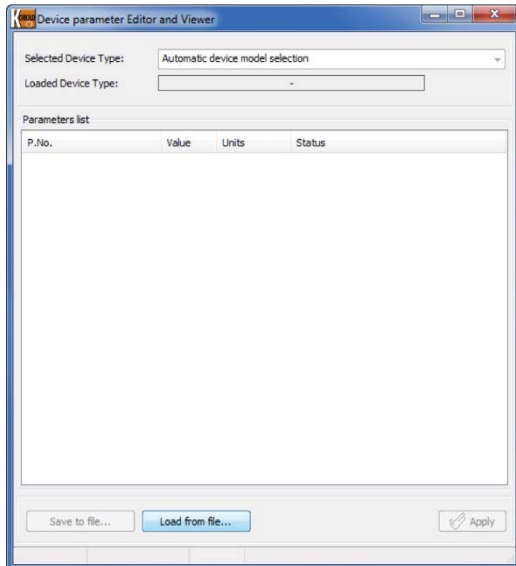 KOBOLD Device parameter Editor and Viewer
Selected Device Type: Automatic device model selection
Loaded Device Type: -
Parameters list
P.No. Value Units Status
Save to file... Load from file... Apply